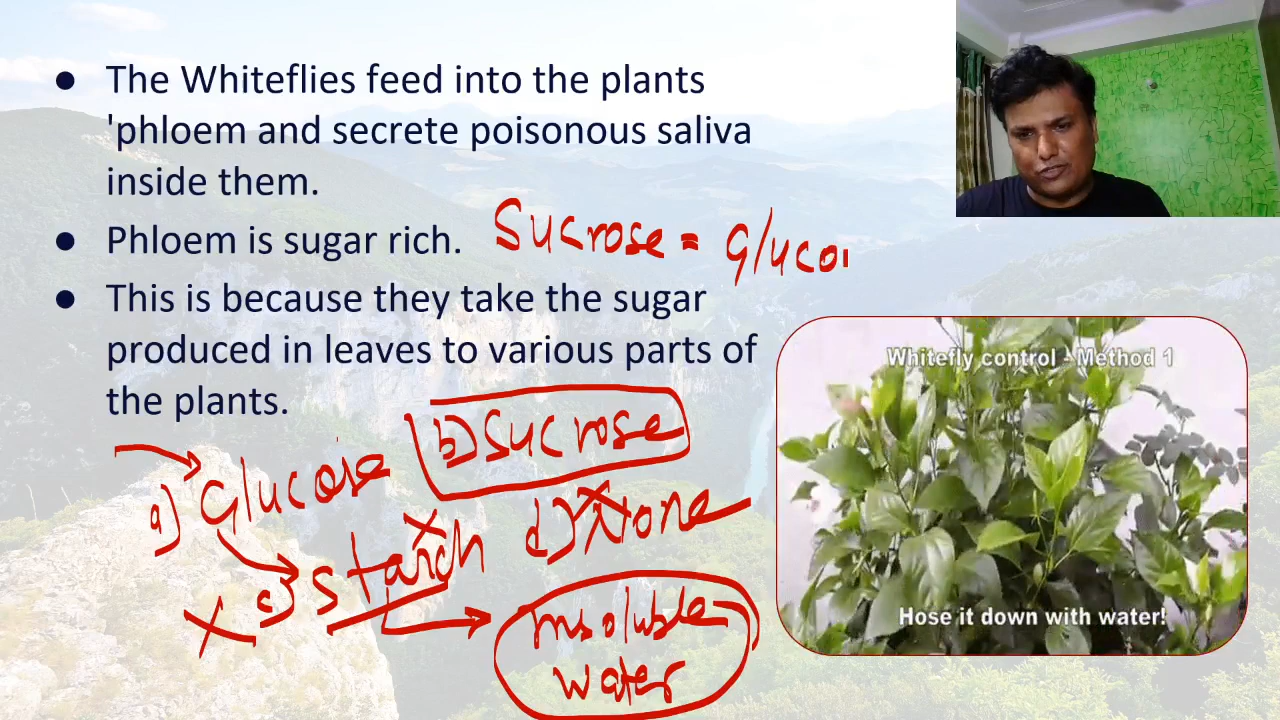 ● The Whiteflies feed into the plants
'phloem and secrete poisonous saliva
inside them.
● Phloem is sugar rich.
Sucrose = Gluco
● This is because they take the sugar
produced in leaves to various parts of
the plants.
a) Glucose b) Sucrose
c) Starch d) None
insoluble
water
Whitefly control - Method 1
Hose it down with water!